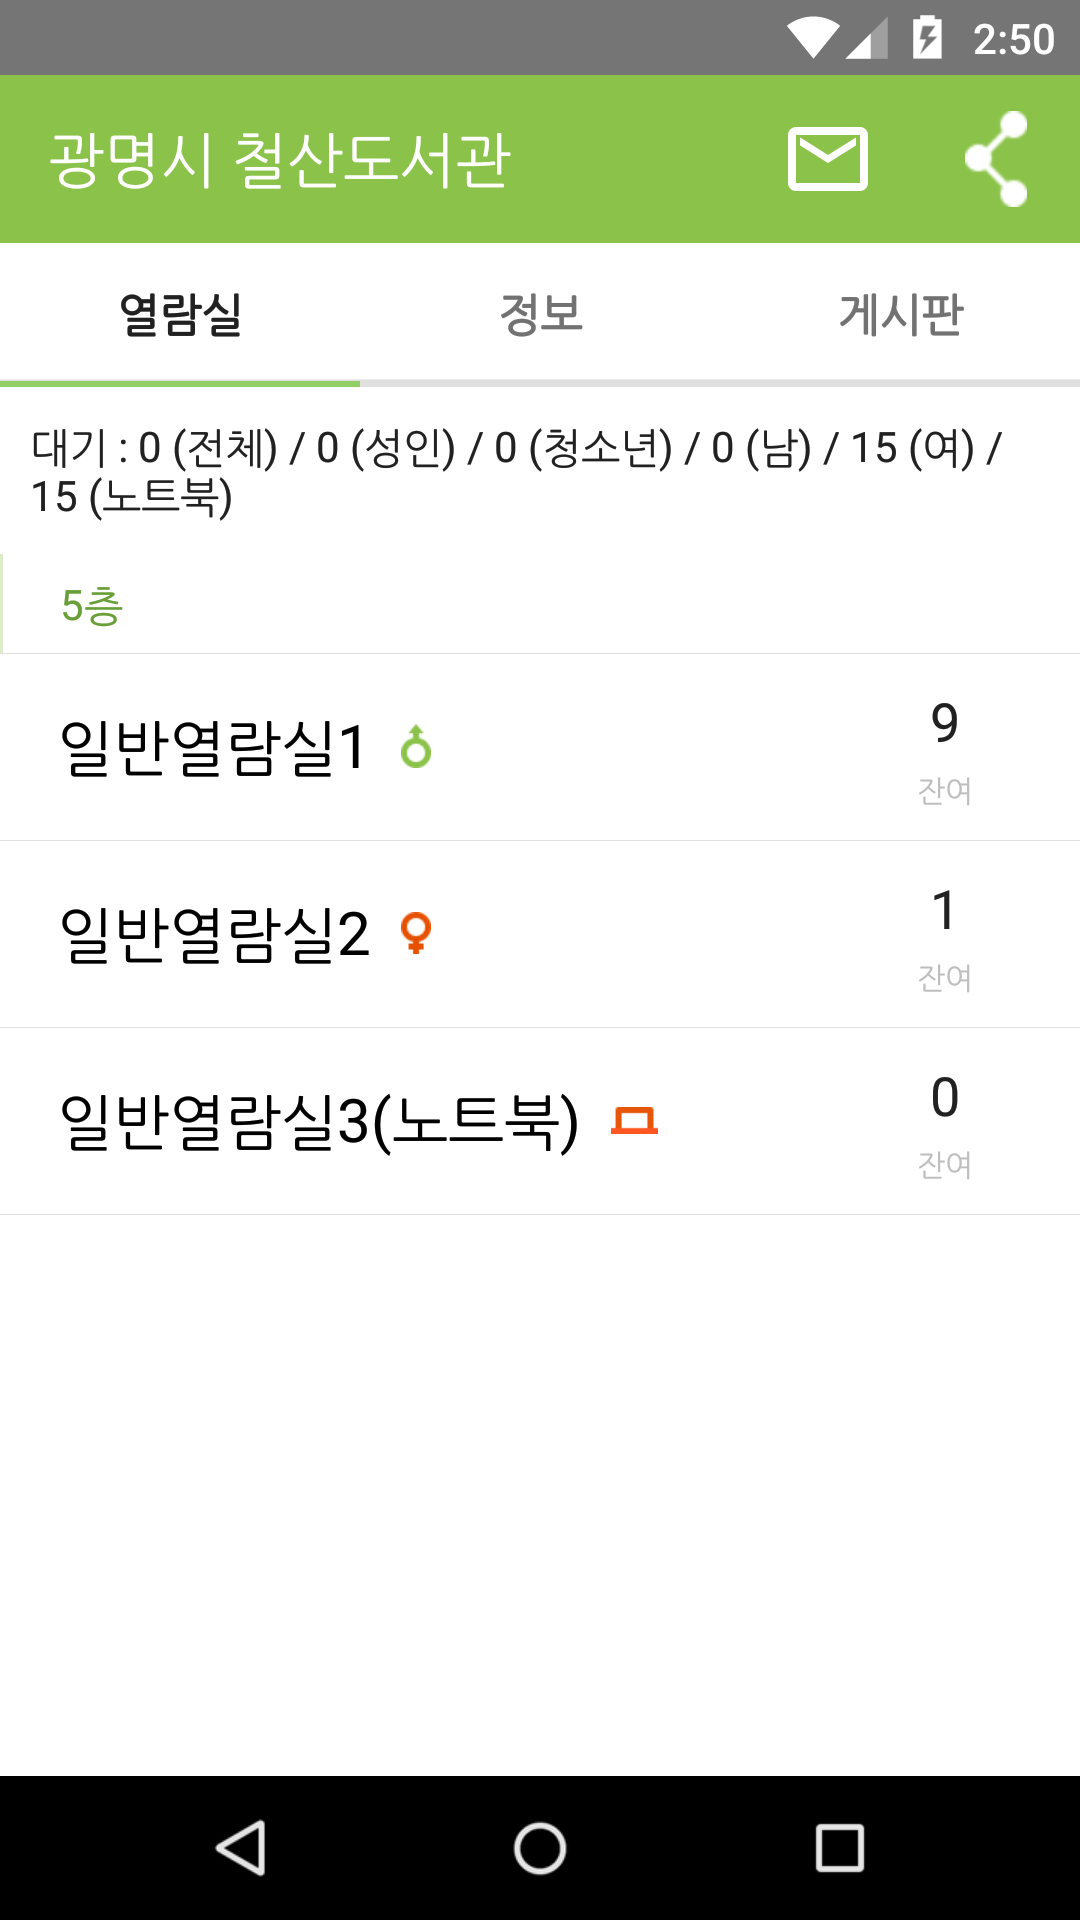 2:50
광명시 철산도서관
열람실 정보 게시판
대기 : 0 (전체) / 0 (성인) / 0 (청소년) / 0 (남) / 15 (여) /
15 (노트북)
5층
일반열람실1 9
잔여
일반열람실2 1
잔여
일반열람실3(노트북) 0
잔여